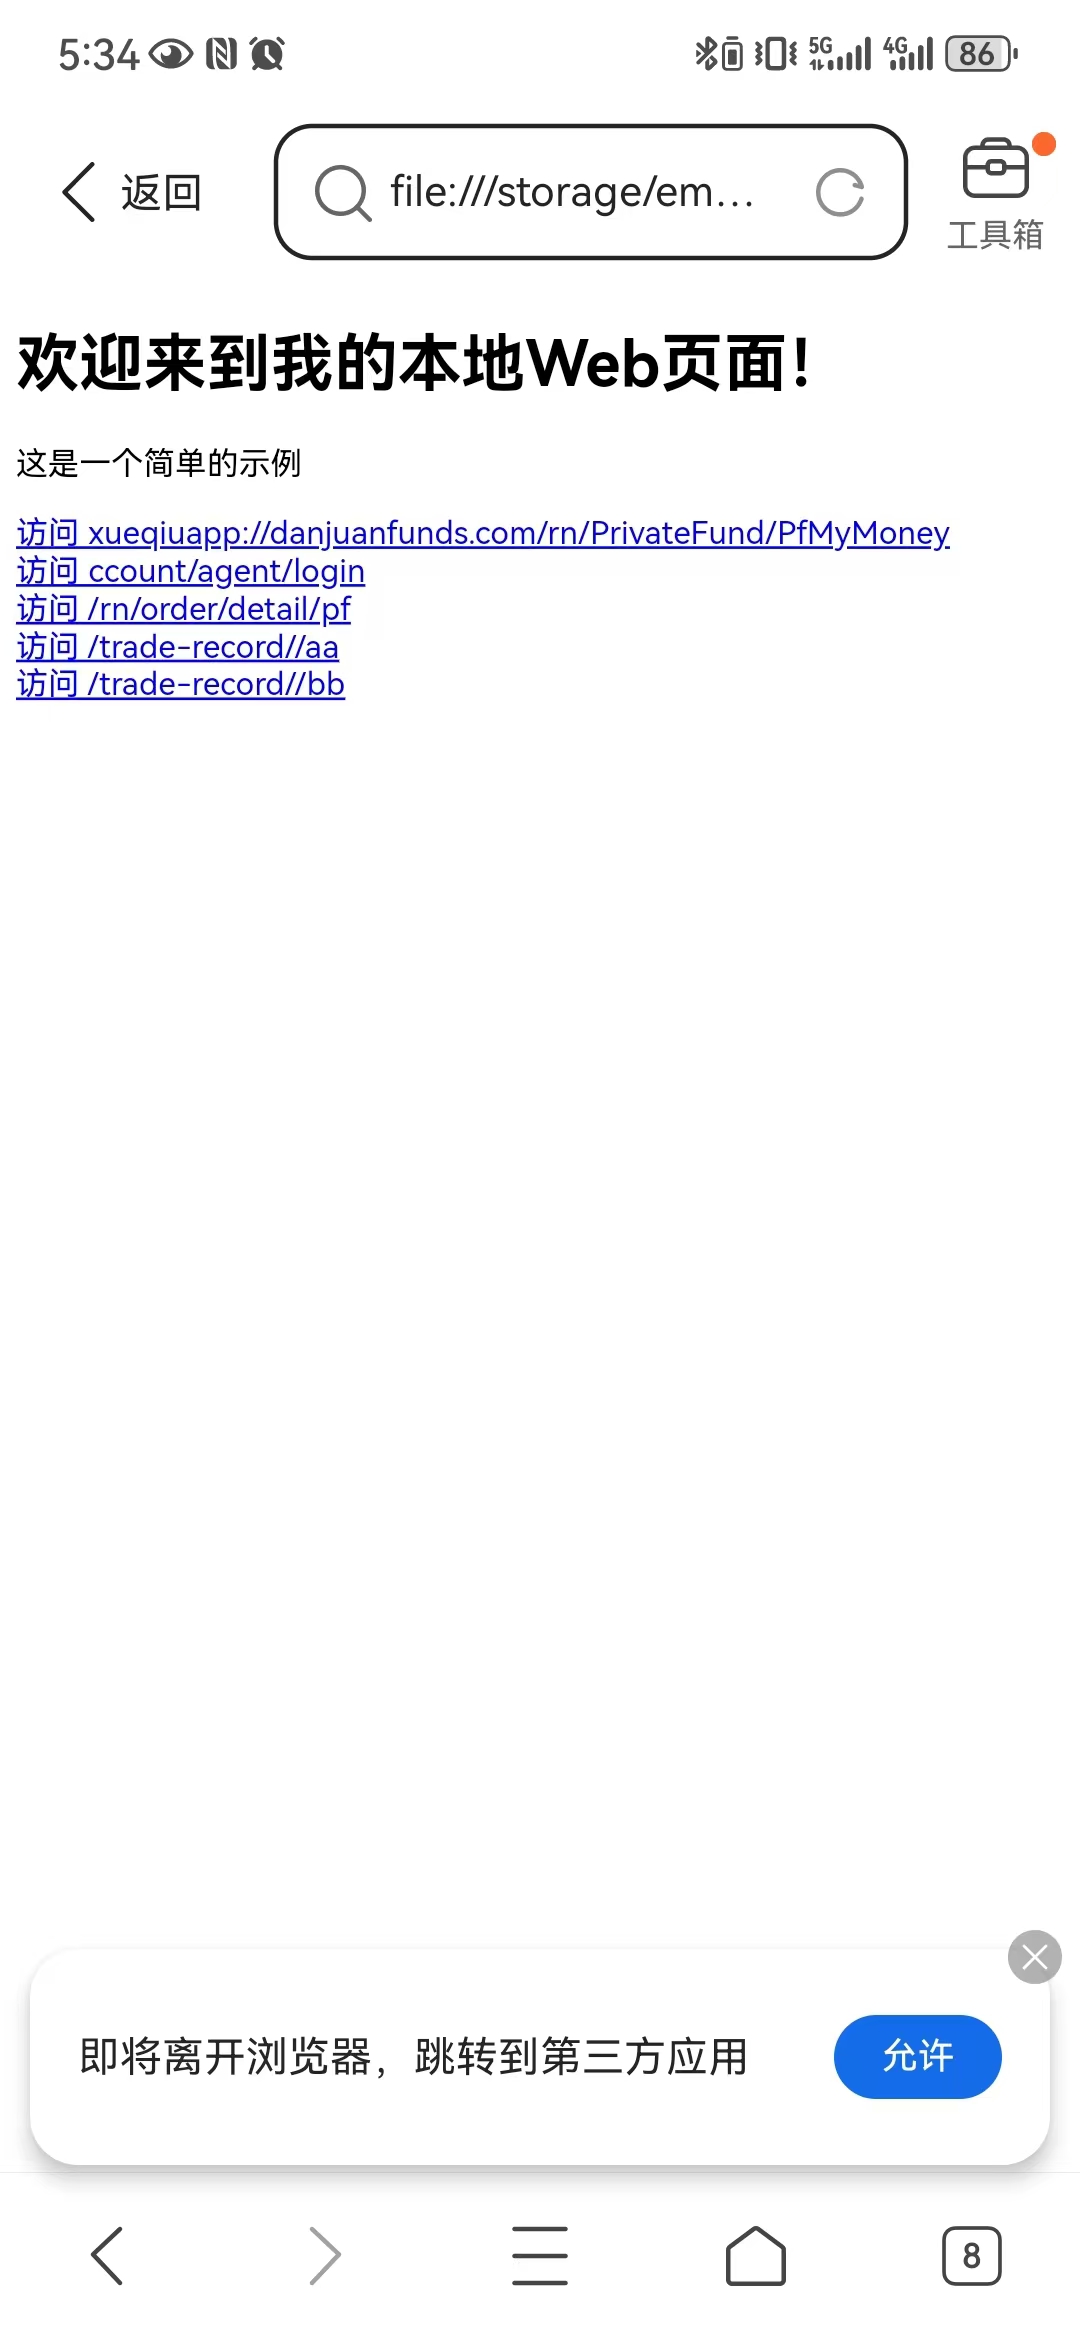 5:34
5G
4G
86
返回
file:///storage/em...
工具箱
欢迎来到我的本地Web页面！
这是一个简单的示例
访问 xueqiuapp://danjuanfunds.com/rn/PrivateFund/PfMyMoney
访问 ccount/agent/login
访问 /rn/order/detail/pf
访问 /trade-record//aa
访问 /trade-record//bb
即将离开浏览器，跳转到第三方应用
允许
8